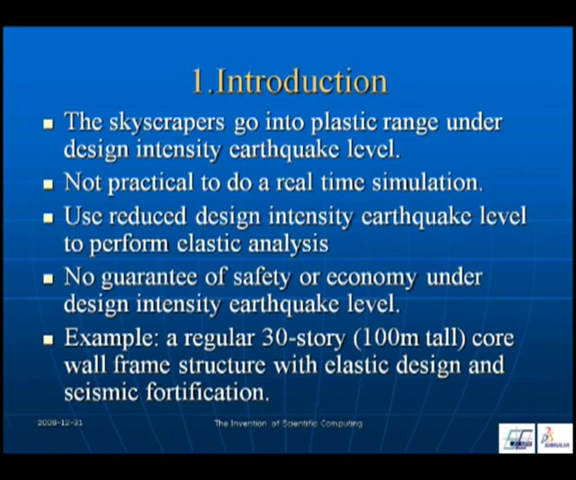 1.Introduction
The skyscrapers go into plastic range under
design intensity earthquake level.
Not practical to do a real time simulation.
Use reduced design intensity earthquake level
to perform elastic analysis
No guarantee of safety or economy under
design intensity earthquake level.
Example: a regular 30-story (100m tall) core
wall frame structure with elastic design and
seismic fortification.
2008-12-31
The Invention of Scientific Computing
SIMULIA